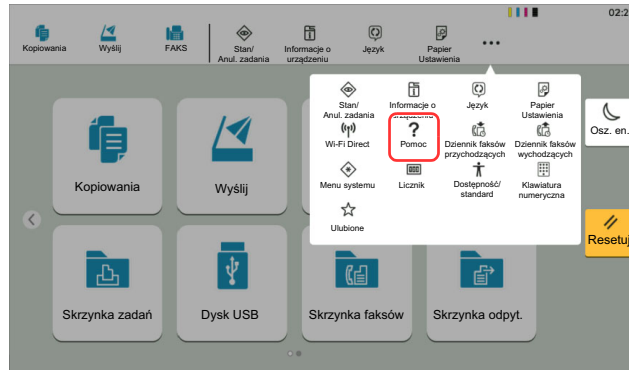 02:2
Kopiowania
Wyślij
FAKS
Stan/
Anul. zadania
Informacje o
urządzeniu
Język
Papier
Ustawienia
Stan/
Anul. zadania
Informacje o
urządzeniu
Język
Papier
Ustawienia
Wi-Fi Direct
? Pomoc
Dziennik faksów
przychodzących
Dziennik faksów
wychodzących
Menu systemu
Licznik
Dostępność/
standard
Klawiatura
numeryczna
Ulubione
Osz. en.
Resetuj
Kopiowania
Wyślij
Skrzynka zadań
Dysk USB
Skrzynka faksów
Skrzynka odpyt.